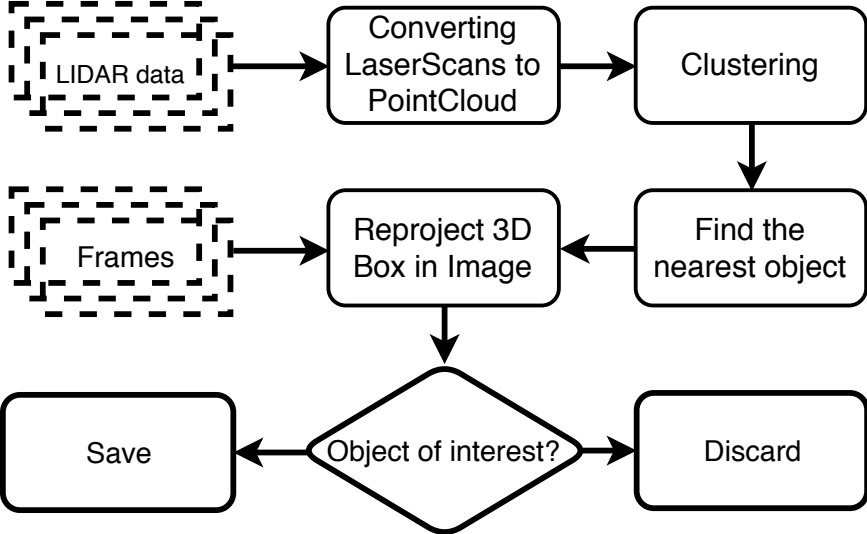 LIDAR data
Converting
LaserScans to
PointCloud
Clustering
Frames
Reproject 3D
Box in Image
Find the
nearest object
Save
Object of interest?
Discard